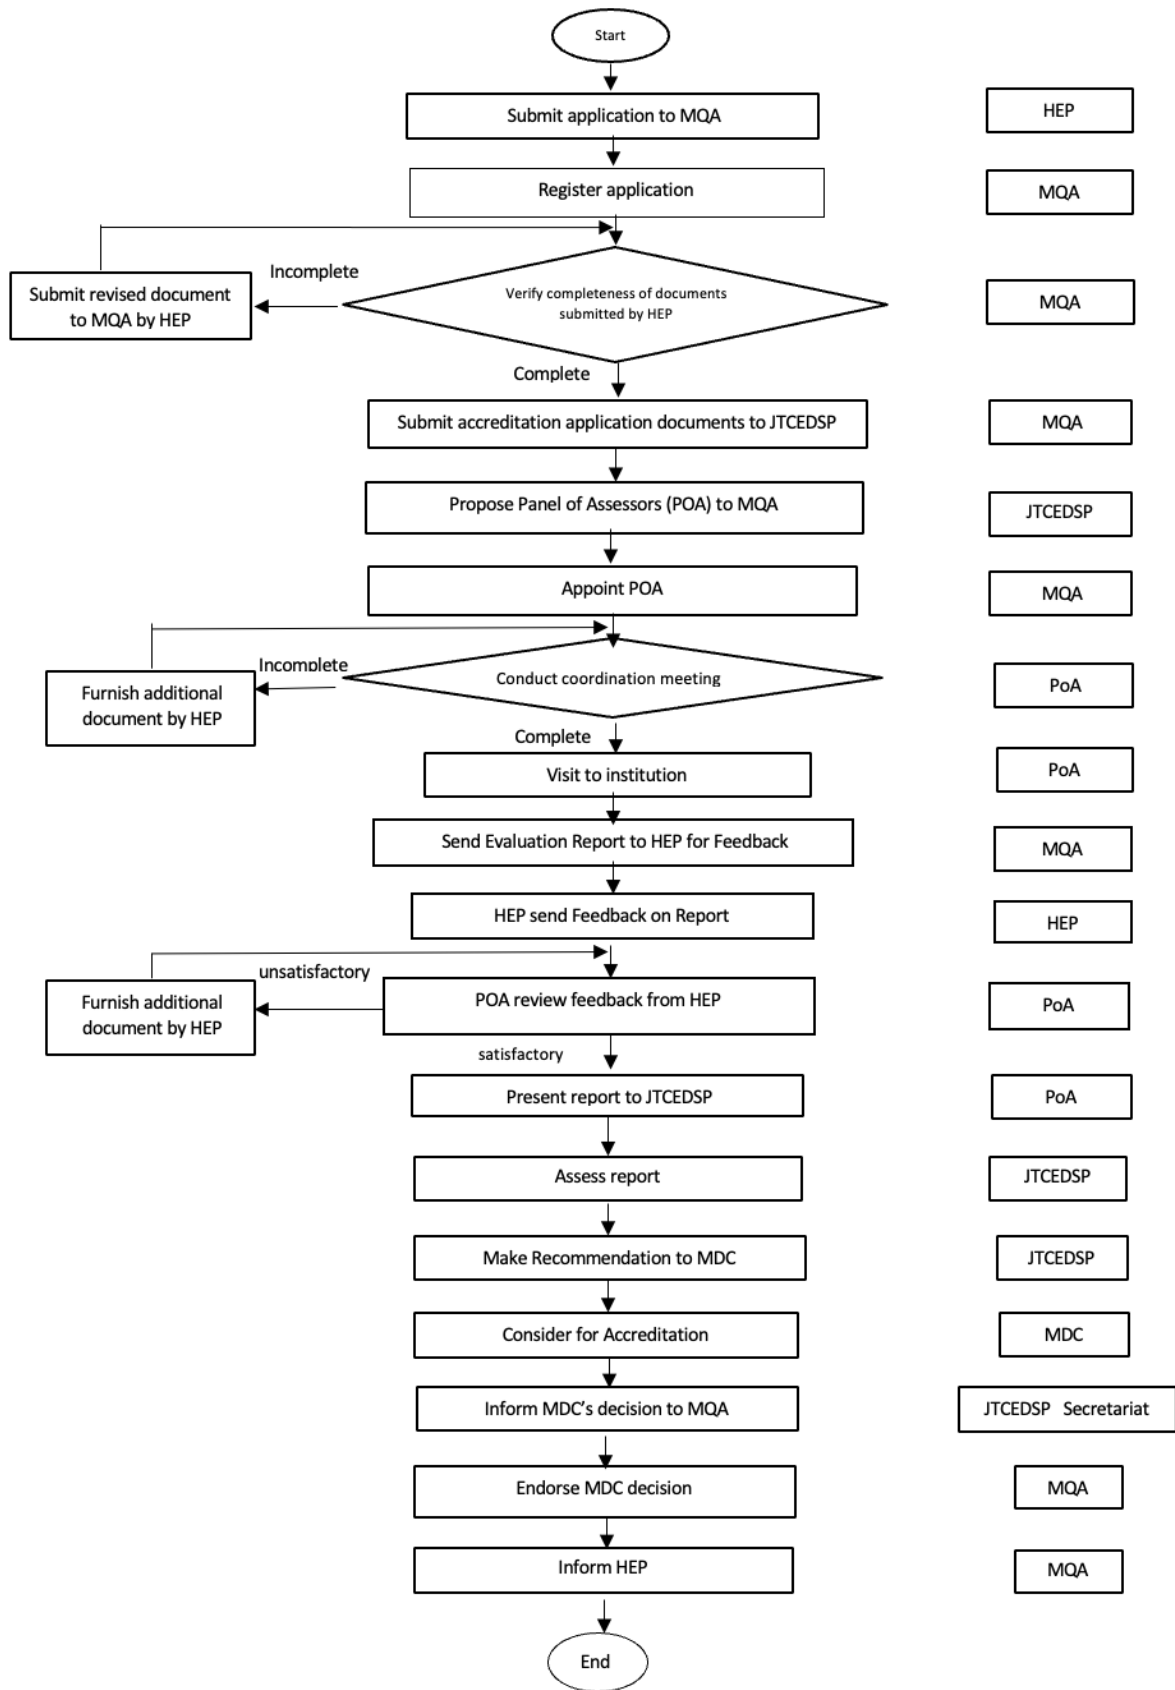 Start
Submit application to MQA
HEP
Register application
MQA
Incomplete
Submit revised document
to MQA by HEP
Verify completeness of documents
submitted by HEP
MQA
Complete
Submit accreditation application documents to JTCEDSP
MQA
Propose Panel of Assessors (POA) to MQA
JTCEDSP
Appoint POA
MQA
Incomplete
Furnish additional
document by HEP
Conduct coordination meeting
PoA
Complete
Visit to institution
PoA
Send Evaluation Report to HEP for Feedback
MQA
HEP send Feedback on Report
HEP
unsatisfactory
Furnish additional
document by HEP
POA review feedback from HEP
PoA
satisfactory
Present report to JTCEDSP
PoA
Assess report
JTCEDSP
Make Recommendation to MDC
JTCEDSP
Consider for Accreditation
MDC
Inform MDC's decision to MQA
JTCEDSP Secretariat
Endorse MDC decision
MQA
Inform HEP
MQA
End